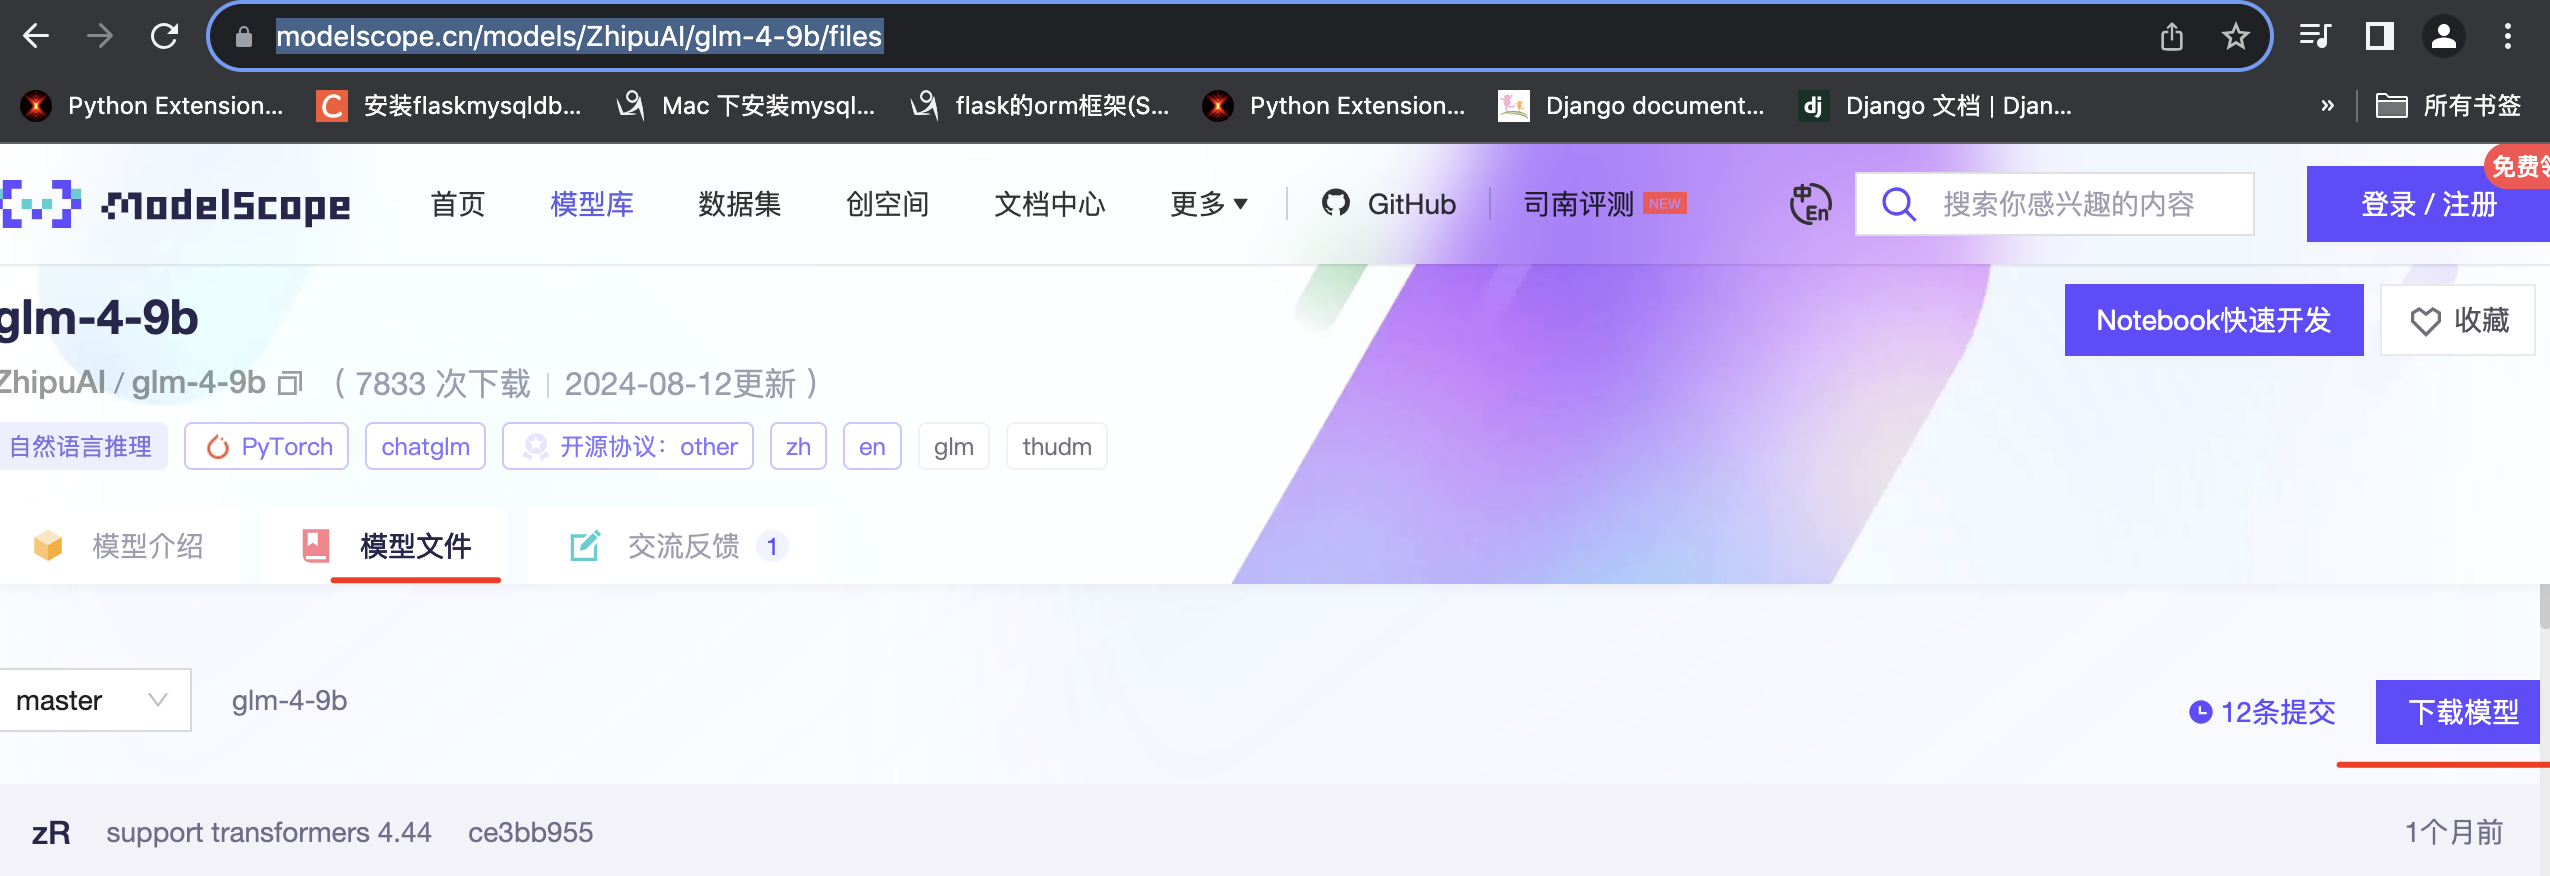 modelscope.cn/models/ZhipuAI/glm-4-9b/files
Python Extension... 安装flaskmysqldb... Mac 下安装mysql... flask的orm框架(S... Python Extension... Django document... Django 文档 | Djan... » 所有书签
免费
ModelScope 首页 模型库 数据集 创空间 文档中心 更多 GitHub 司南评测 NEW 中 En 搜索你感兴趣的内容 登录 / 注册
glm-4-9b Notebook快速开发 收藏
ZhipuAI / glm-4-9b ( 7833 次下载 | 2024-08-12更新 )
自然语言推理 PyTorch chatglm 开源协议：other zh en glm thudm
模型介绍 模型文件 交流反馈 1
master glm-4-9b 12条提交 下载模型
zR support transformers 4.44 ce3bb955 1个月前